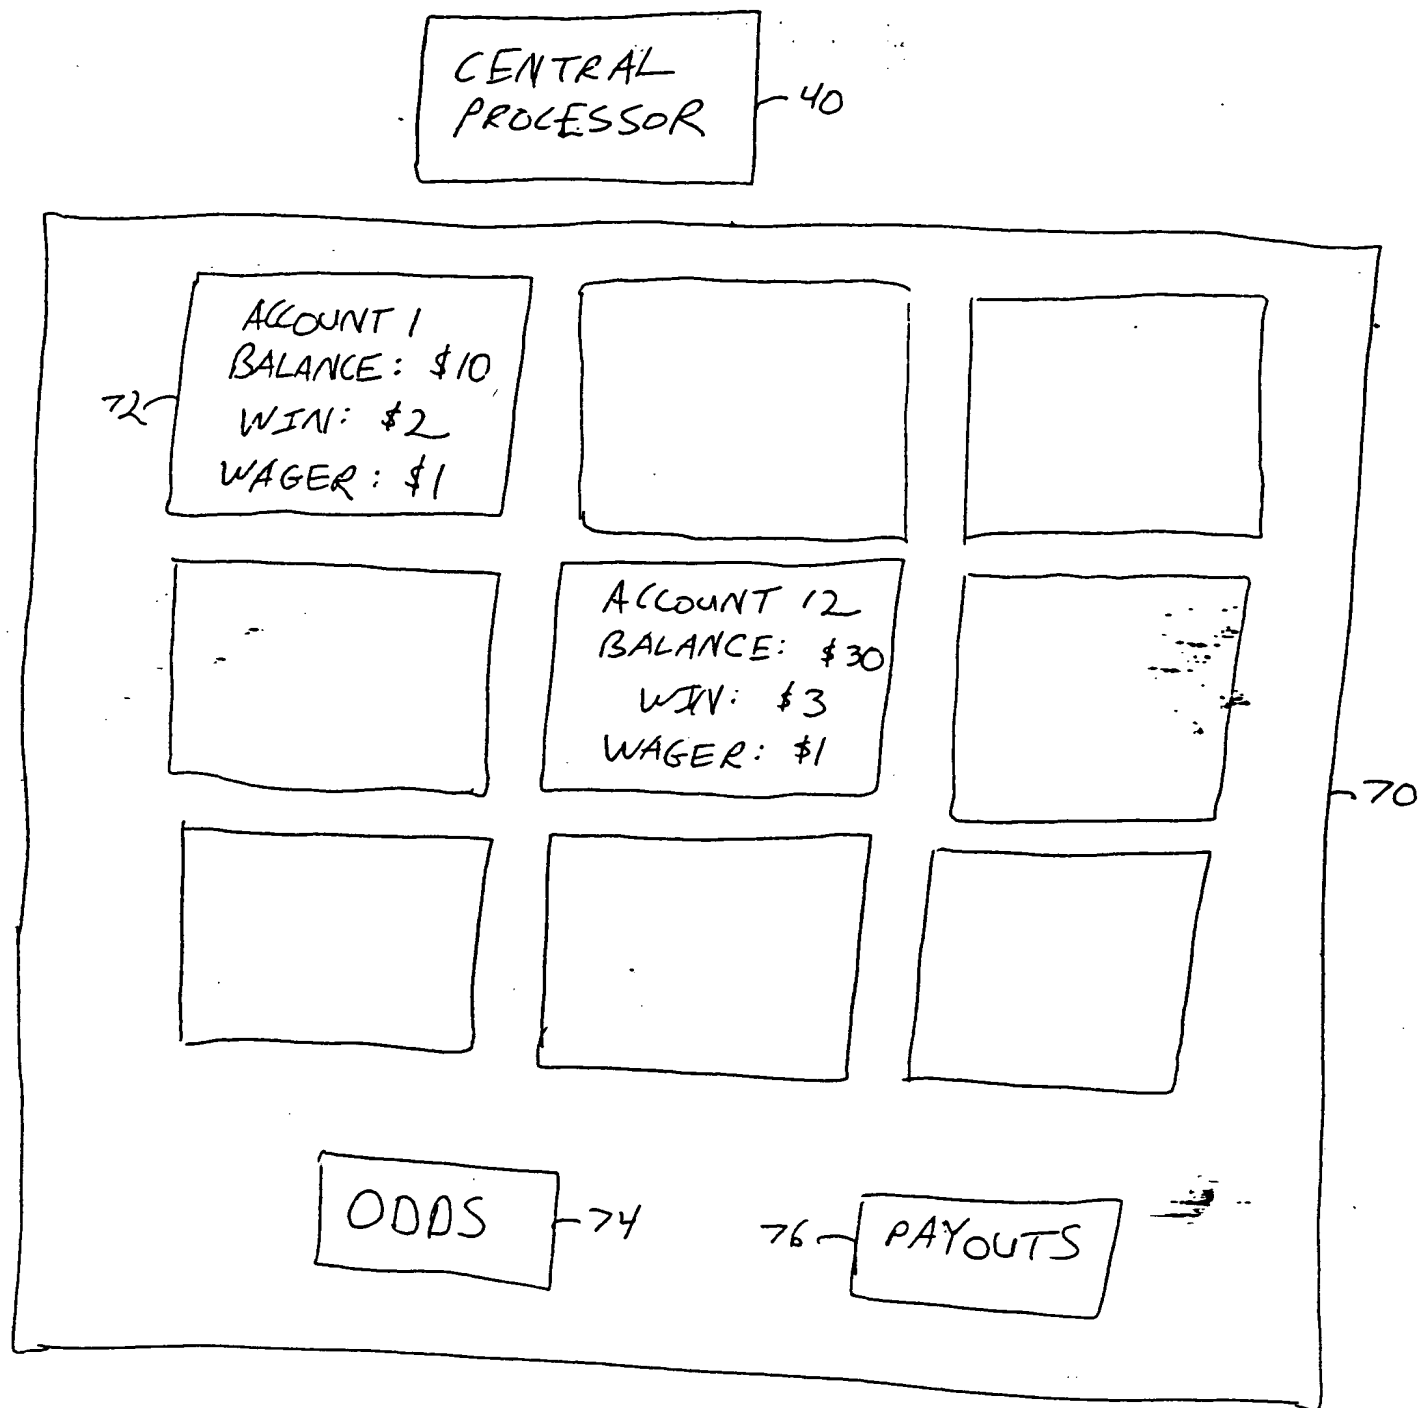 CENTRAL
PROCESSOR
40
ACCOUNT 1
BALANCE: $10
WIN: $2
WAGER: $1
72
ACCOUNT 12
BALANCE: $30
WIN: $3
WAGER: $1
70
ODDS
74
76
PAYOUTS